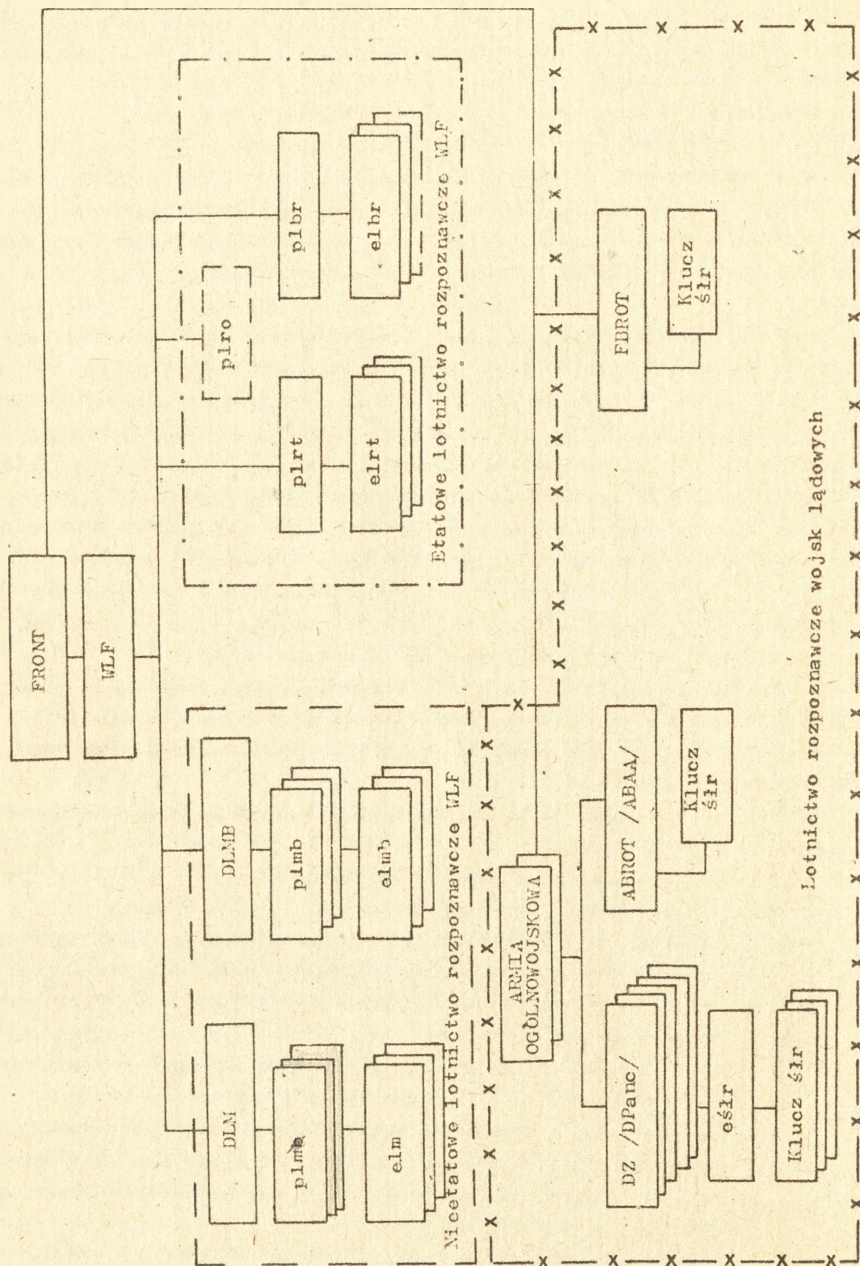 FRONT
WLF
DLM
plm
elm
DLMB
plmb
elmb
Nieetatowe lotnictwo rozpoznawcze WLF
plrt
elrt
plro
plbr
elbr
Etatowe lotnictwo rozpoznawcze WLF
ARMIA
OGÓLNOWOJSKOWA
DZ /DPanc/
eśłr
Klucz śłr
ABROT /ABAA/
Klucz
śłr
FBROT
Klucz
śłr
Lotnictwo rozpoznawcze wojsk lądowych